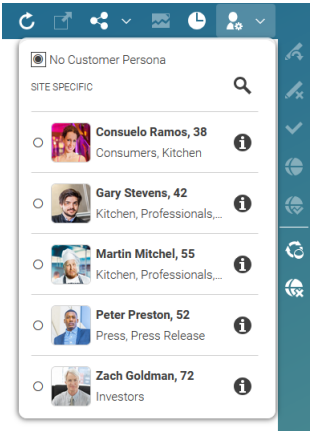 No Customer Persona
SITE SPECIFIC
Consuelo Ramos, 38
Consumers, Kitchen
Gary Stevens, 42
Kitchen, Professionals,...
Martin Mitchel, 55
Kitchen, Professionals,...
Peter Preston, 52
Press, Press Release
Zach Goldman, 72
Investors